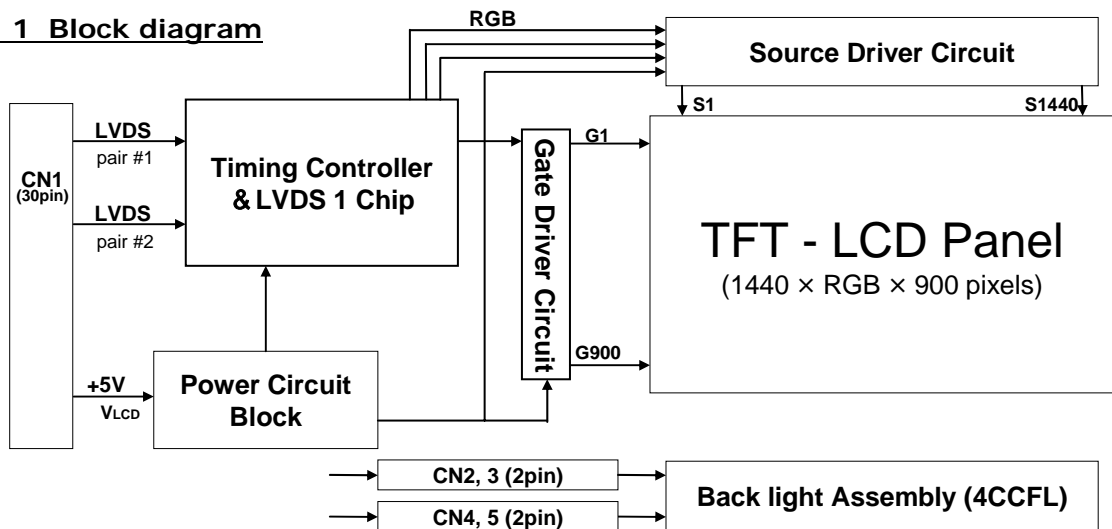 1 Block diagram
RGB
Source Driver Circuit
S1
S1440
CN1
(30pin)
LVDS
pair #1
LVDS
pair #2
Timing Controller
& LVDS 1 Chip
Gate Driver Circuit
G1
G900
TFT - LCD Panel
(1440 × RGB × 900 pixels)
+5V
VLCD
Power Circuit
Block
CN2, 3 (2pin)
CN4, 5 (2pin)
Back light Assembly (4CCFL)